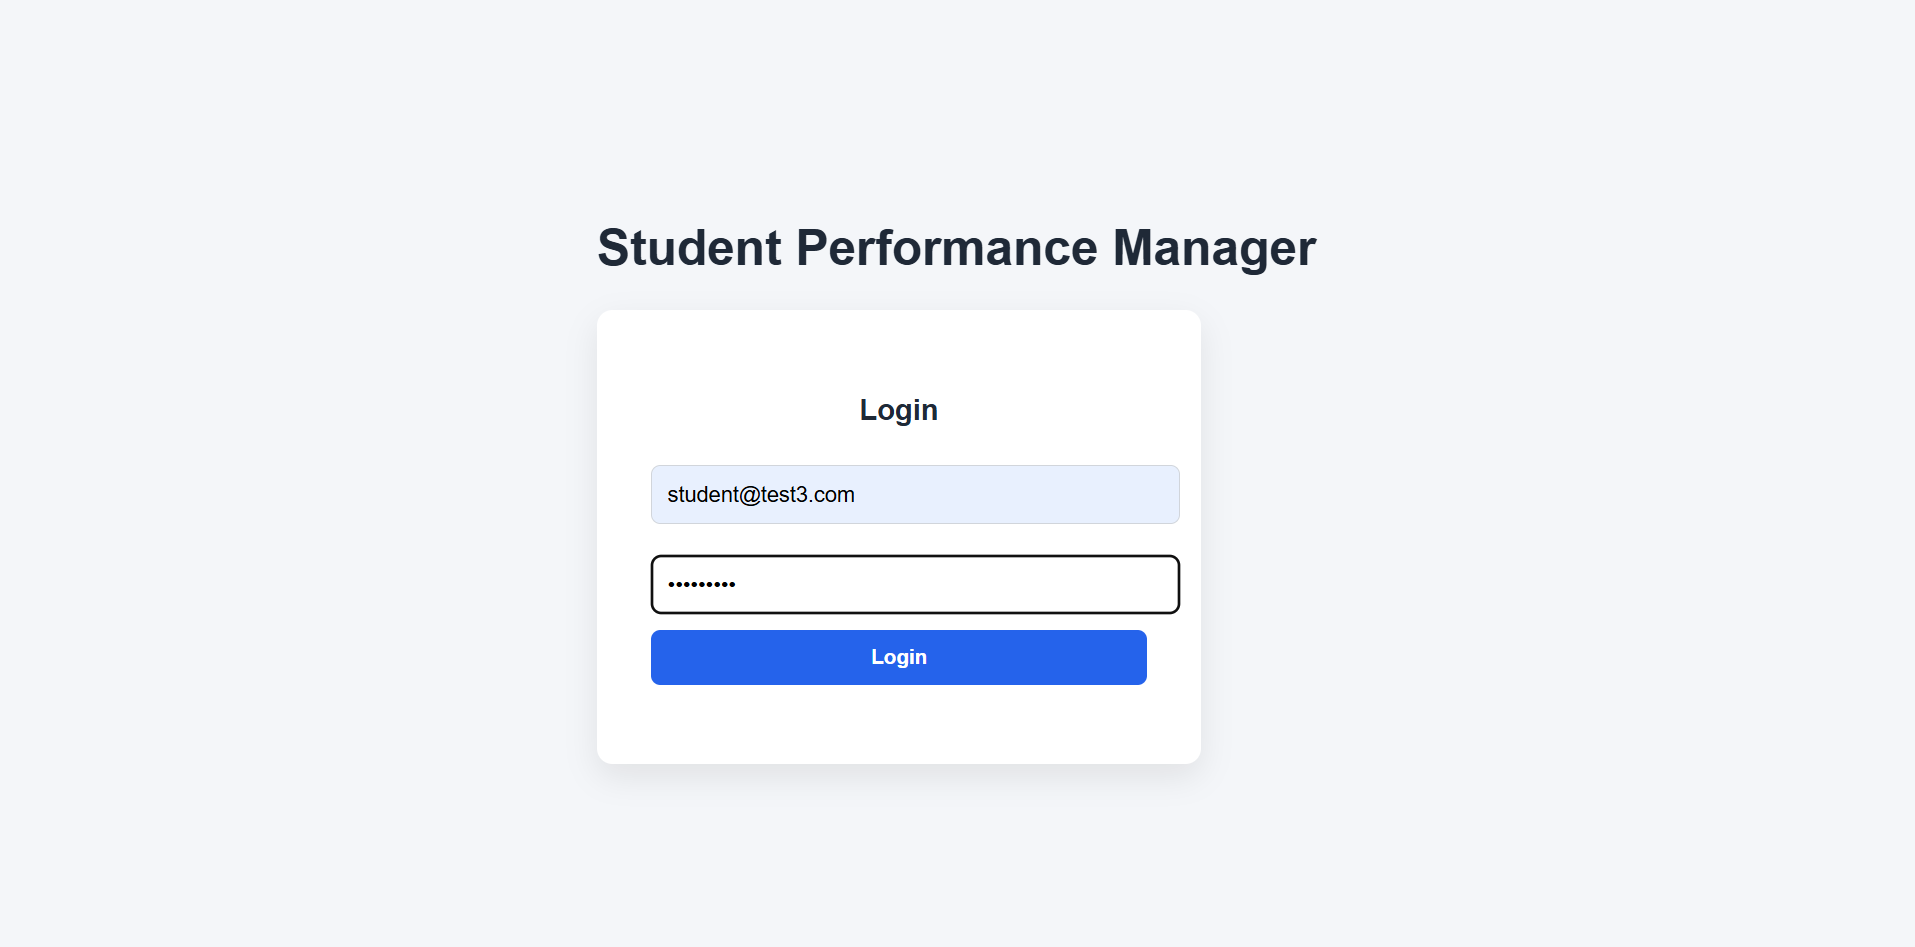 Student Performance Manager
Login
student@test3.com
•••••••••
Login